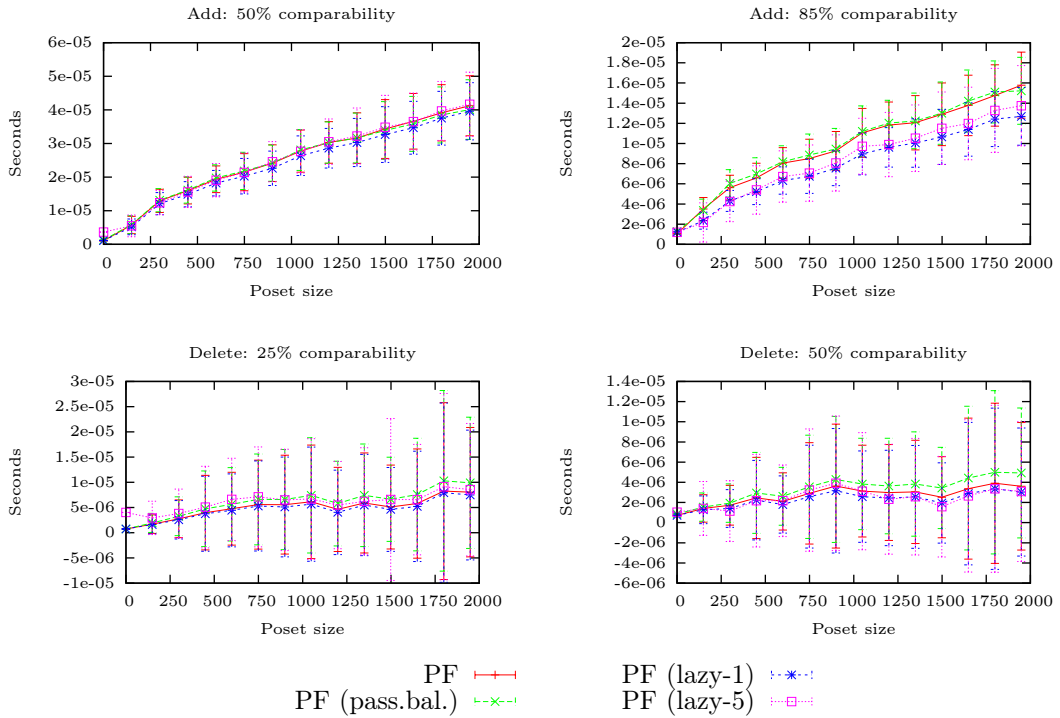 Add: 50% comparability
6e-05
5e-05
4e-05
3e-05
2e-05
1e-05
0
Seconds
0 250 500 750 1000 1250 1500 1750 2000
Poset size
Add: 85% comparability
2e-05
1.8e-05
1.6e-05
1.4e-05
1.2e-05
1e-05
8e-06
6e-06
4e-06
2e-06
0
Seconds
0 250 500 750 1000 1250 1500 1750 2000
Poset size
Delete: 25% comparability
3e-05
2.5e-05
2e-05
1.5e-05
1e-05
5e-06
0
-5e-06
-1e-05
Seconds
0 250 500 750 1000 1250 1500 1750 2000
Poset size
Delete: 50% comparability
1.4e-05
1.2e-05
1e-05
8e-06
6e-06
4e-06
2e-06
0
-2e-06
-4e-06
-6e-06
Seconds
0 250 500 750 1000 1250 1500 1750 2000
Poset size
PF
PF (pass.bal.)
PF (lazy-1)
PF (lazy-5)